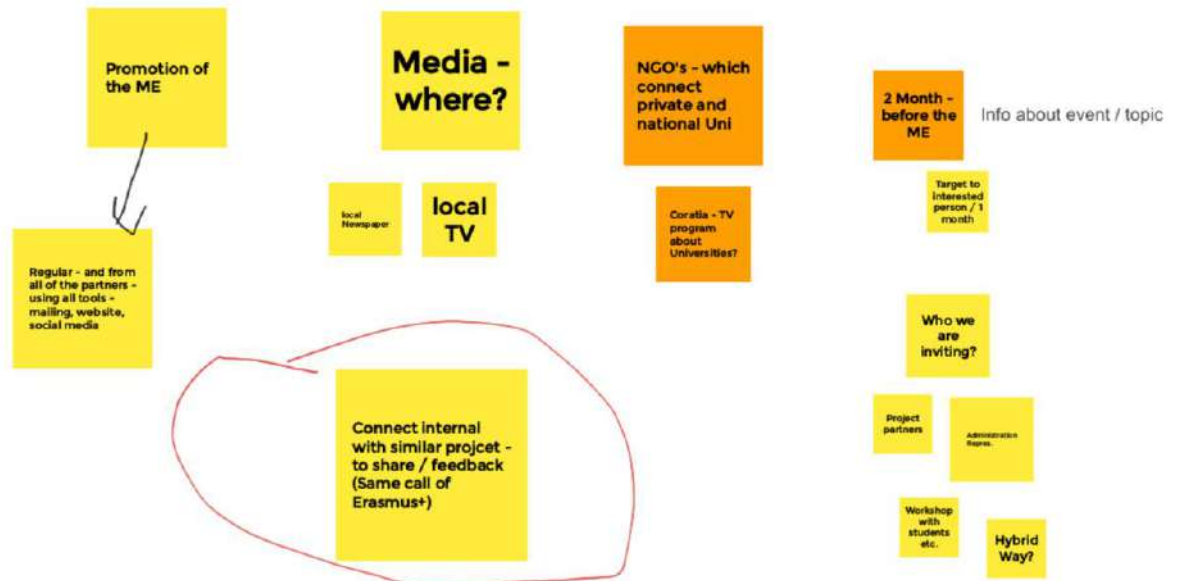 Promotion of
the ME
Regular - and from
all of the partners -
using all tools -
mailing, website,
social media
Media -
where?
local
Newspaper
local
TV
Connect internal
with similar projcet -
to share / feedback
(Same call of
Erasmus+)
NGO's - which
connect
private and
national Uni
Coratia - TV
program
about
Universities?
2 Month -
before the
ME
Info about event / topic
Target to
interested
person / 1
month
Who we
are
inviting?
Project
partners
Administration
Repres.
Workshop
with
students
etc.
Hybrid
Way?